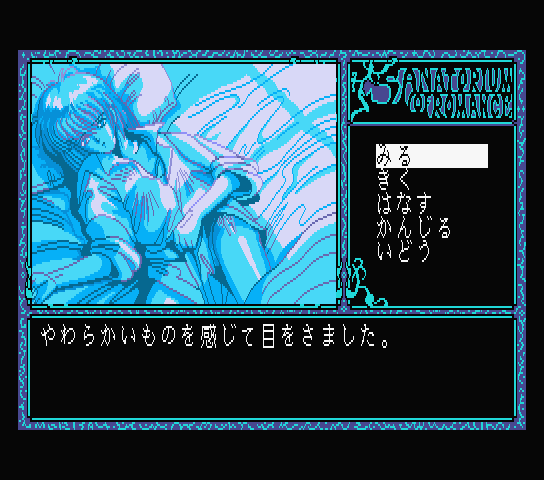 SANATORIUM
OF ROMANCE
みる
きく
はなす
かんじる
いどう
やわらかいものを感じて目をさました。